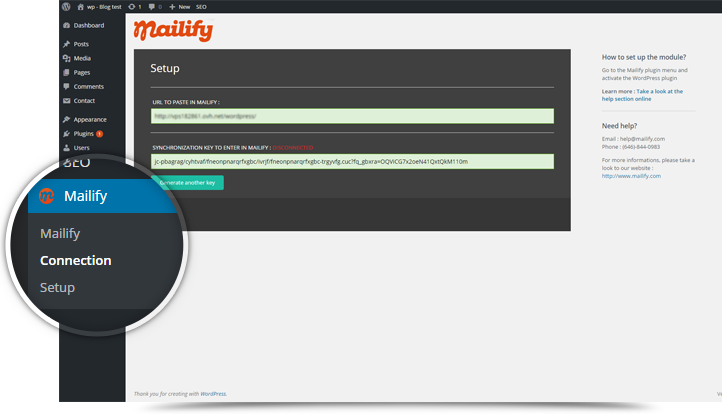 wp - Blog test 1 0 New SEO
Dashboard
Posts
Media
Pages
Comments
Contact
Appearance
Plugins 1
Users
SEO
Mailify
Mailify
Connection
Setup
Mailify
Setup
URL TO PASTE IN MAILIFY :
SYNCHRONIZATION KEY TO ENTER IN MAILIFY : DISCONNECTED
jc-pbagrag/cyhtvaf/fneonpnarqrfxgbc/ivrjf/fneonpnarqrfxgbc-trgyvfg.cuc?fq_gbxra=OQViCG7x2oeN41QxtQkM110m
Generate another key
How to set up the module?
Go to the Mailify plugin menu and
activate the WordPress plugin
Learn more : Take a look at the
help section online
Need help?
Email : help@mailify.com
Phone : (646)-844-0983
For more informations, please take
a look to our website :
http://www.mailify.com
Thank you for creating with WordPress.